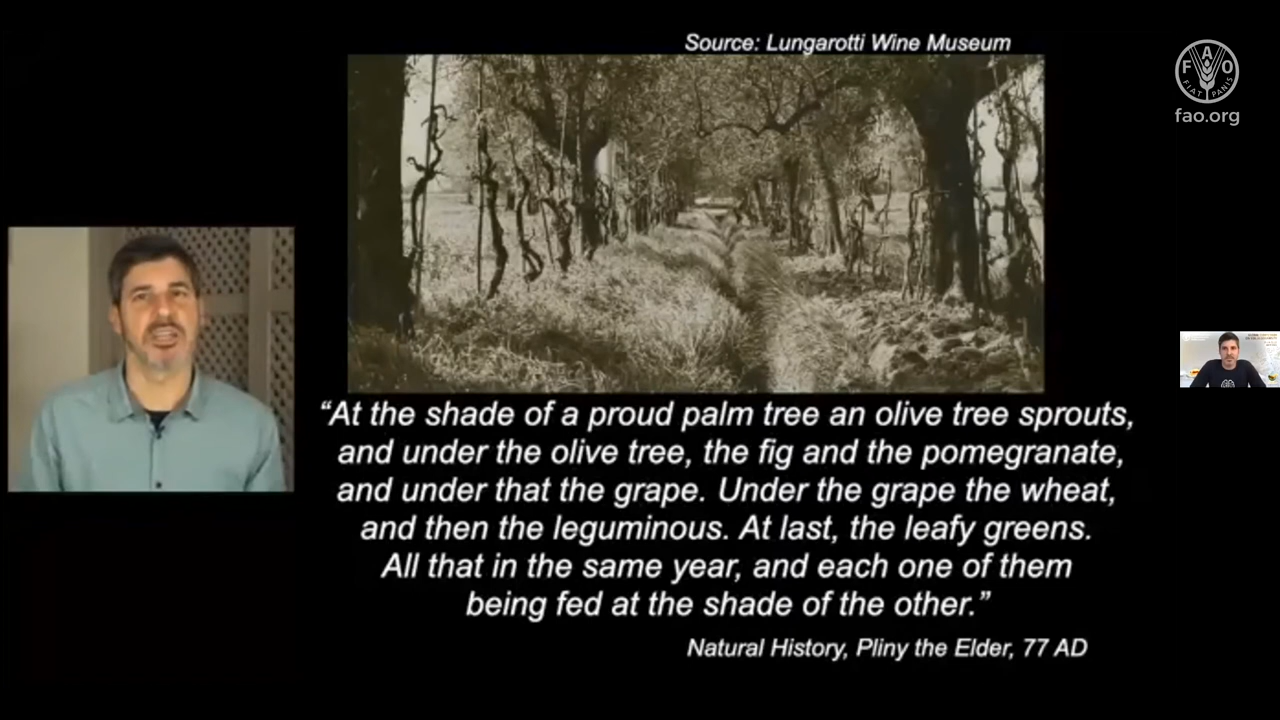 Source: Lungarotti Wine Museum
F A O
FIAT PANIS
fao.org
“At the shade of a proud palm tree an olive tree sprouts,
and under the olive tree, the fig and the pomegranate,
and under that the grape. Under the grape the wheat,
and then the leguminous. At last, the leafy greens.
All that in the same year, and each one of them
being fed at the shade of the other.”
Natural History, Pliny the Elder, 77 AD